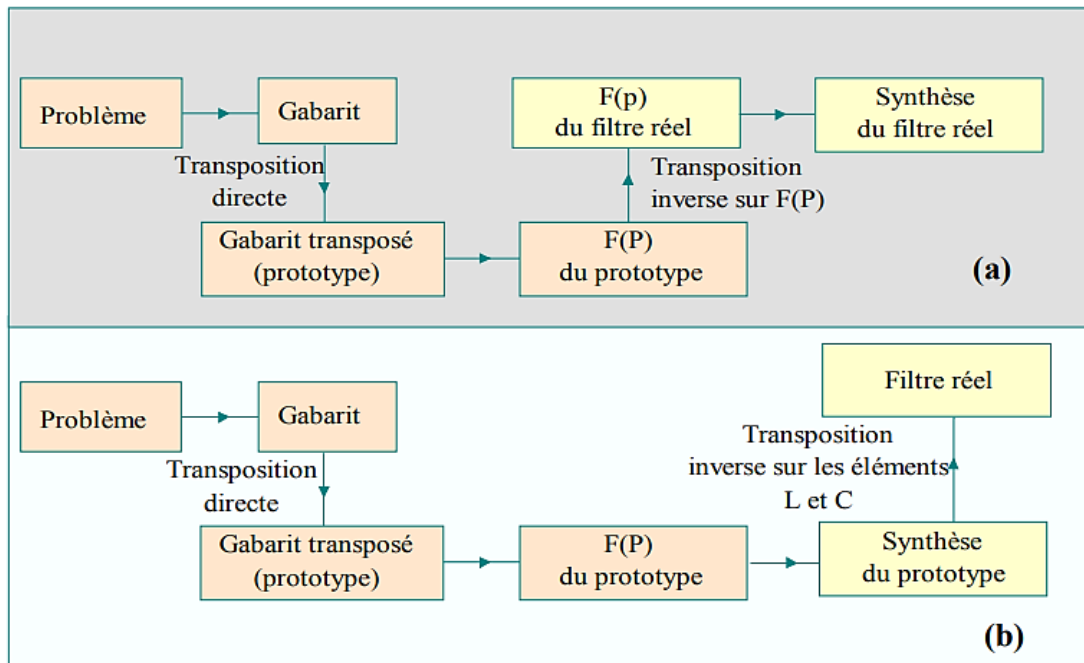 Problème
Gabarit
Transposition
directe
Gabarit transposé
(prototype)
F(P)
du prototype
Transposition
inverse sur F(P)
F(p)
du filtre réel
Synthèse
du filtre réel
(a)
Problème
Gabarit
Transposition
directe
Gabarit transposé
(prototype)
F(P)
du prototype
Synthèse
du prototype
Transposition
inverse sur les éléments
L et C
Filtre réel
(b)